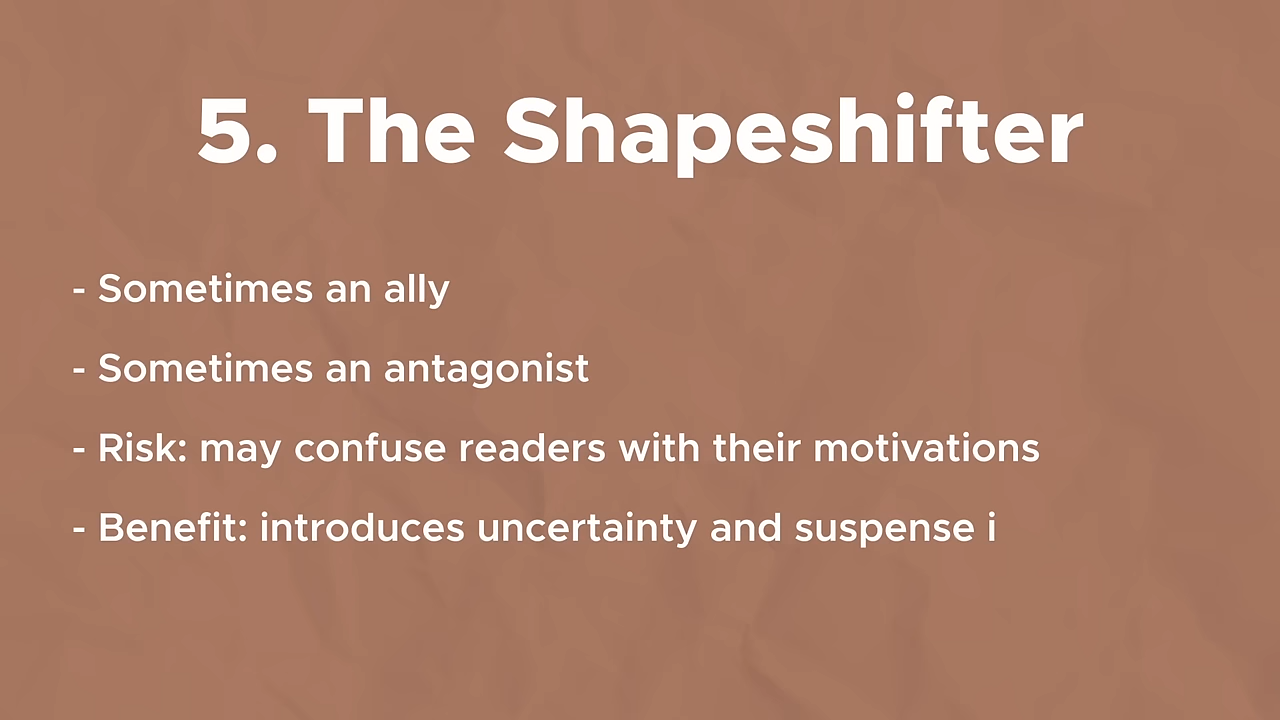 5. The Shapeshifter
- Sometimes an ally
- Sometimes an antagonist
- Risk: may confuse readers with their motivations
- Benefit: introduces uncertainty and suspense i